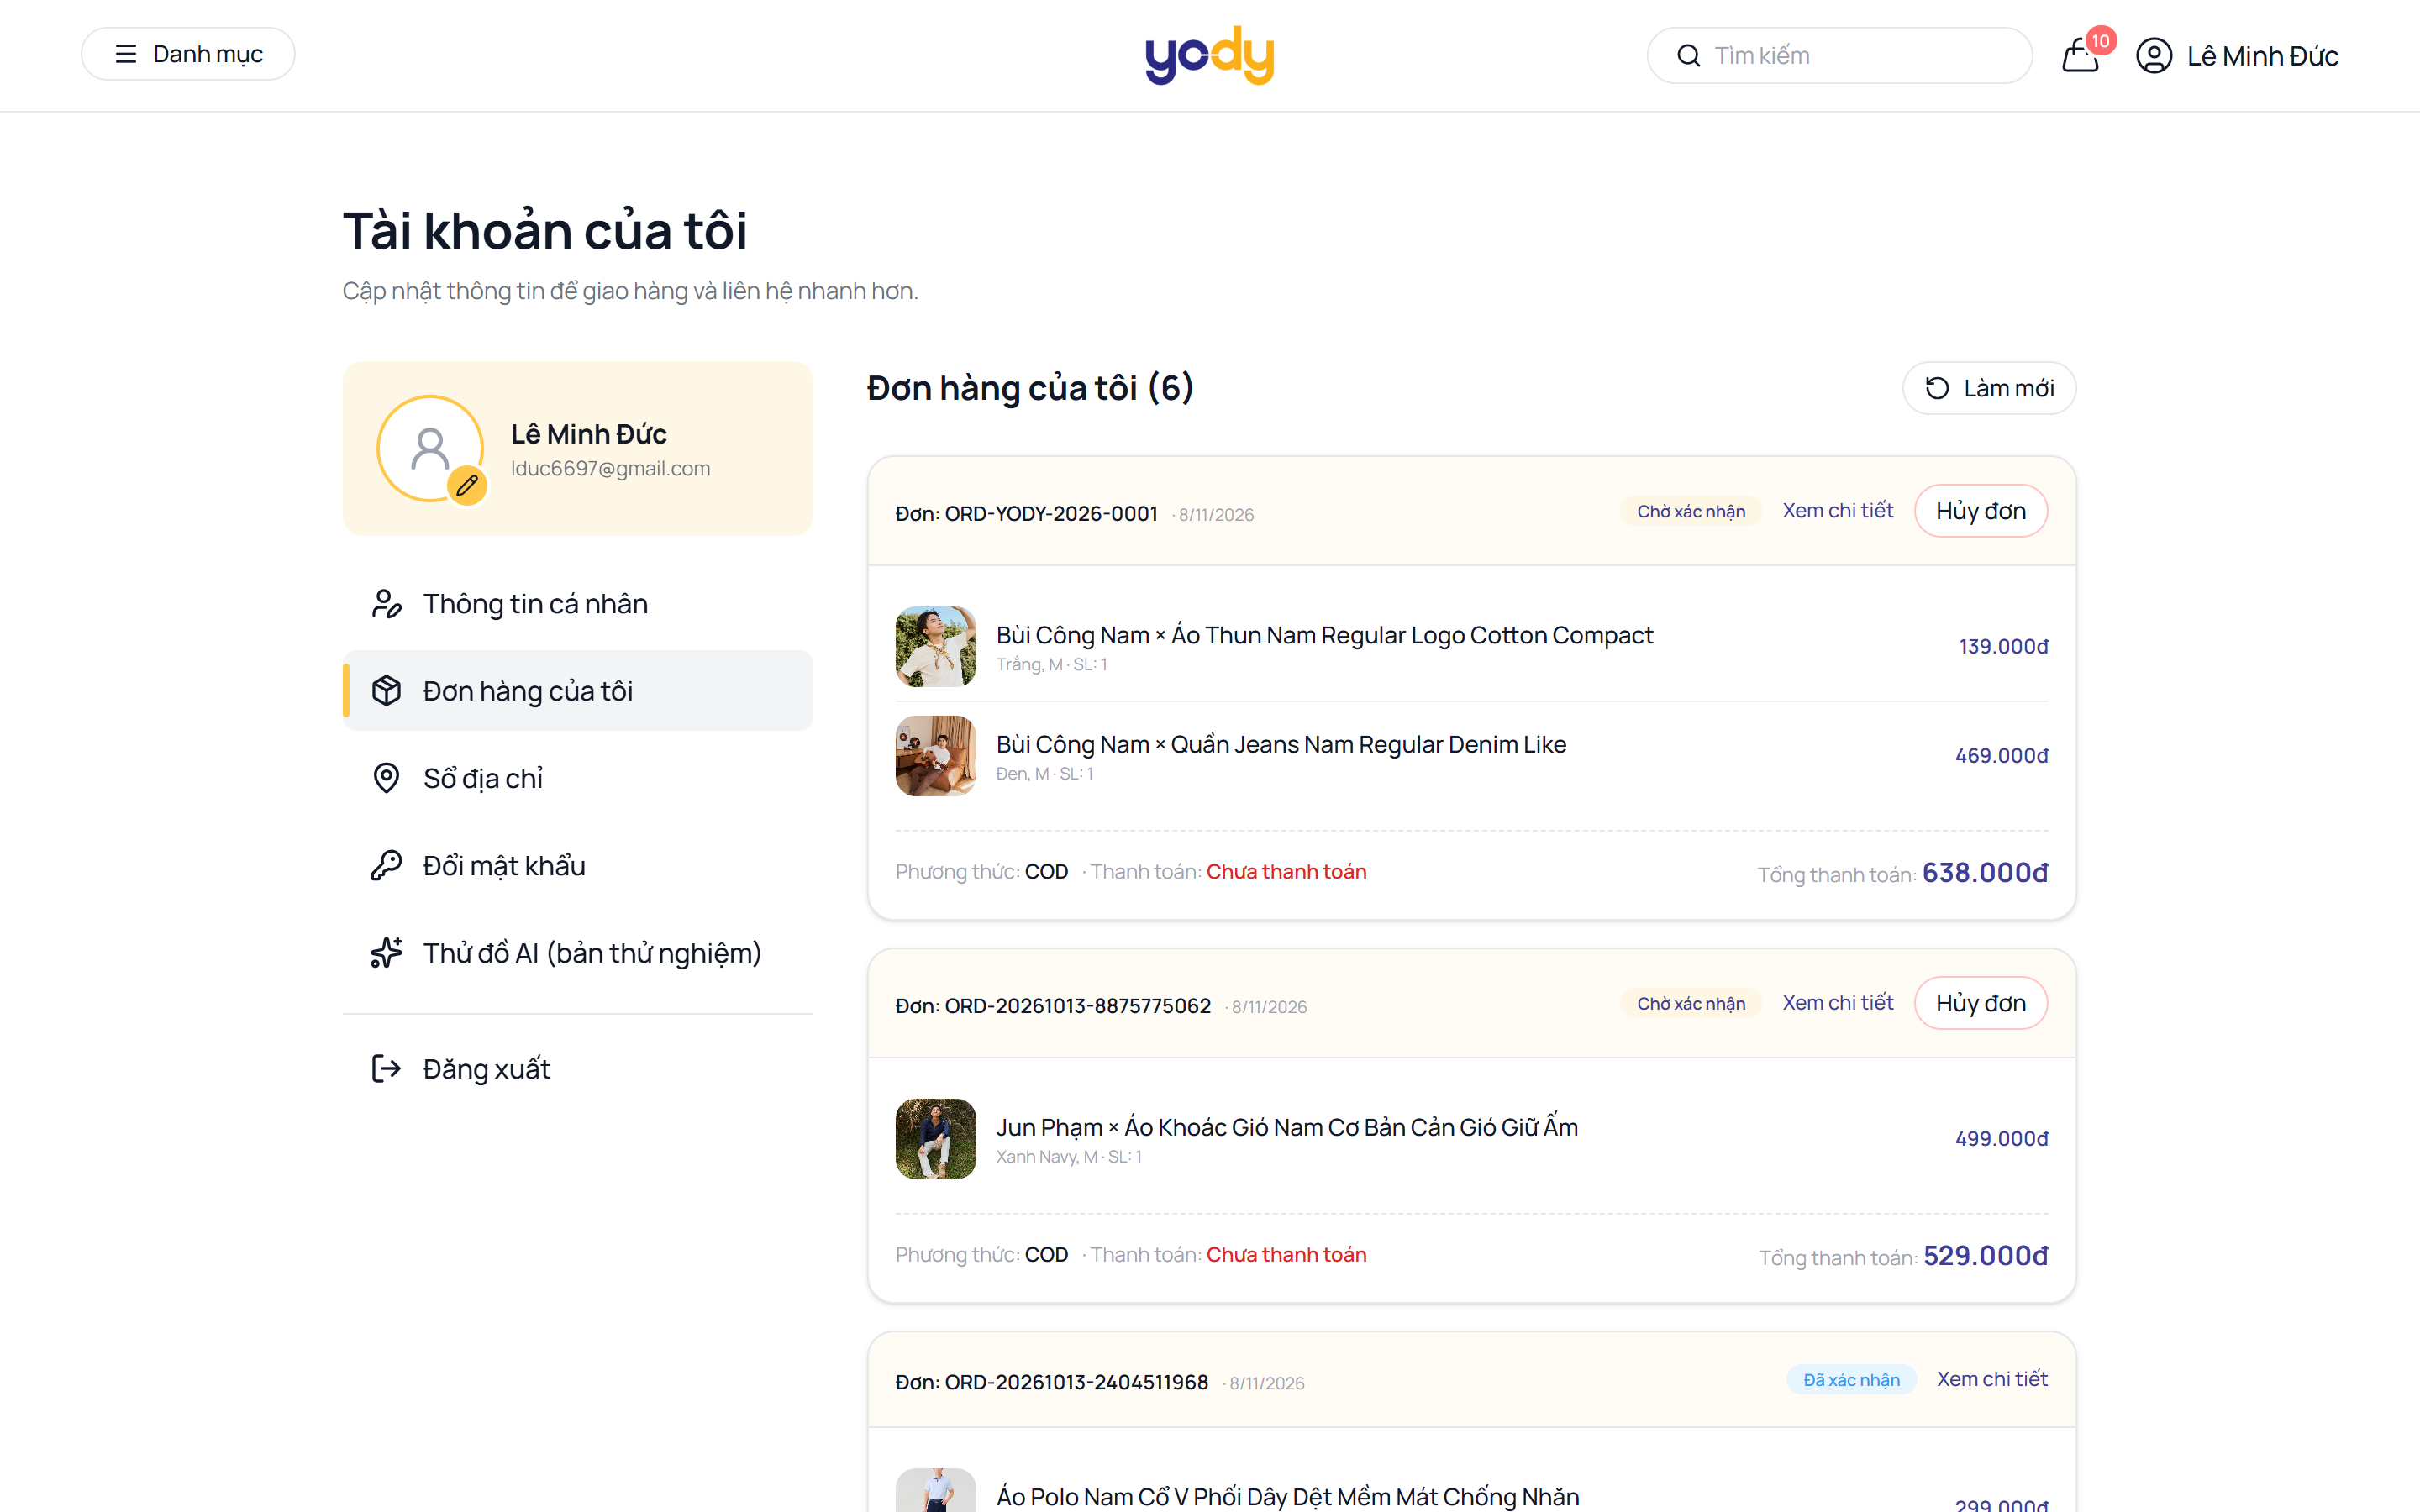 Danh mục
yody
Tìm kiếm
10
Lê Minh Đức
Tài khoản của tôi
Cập nhật thông tin để giao hàng và liên hệ nhanh hơn.
Lê Minh Đức
lduc6697@gmail.com
Thông tin cá nhân
Đơn hàng của tôi
Sổ địa chỉ
Đổi mật khẩu
Thử đồ AI (bản thử nghiệm)
Đăng xuất
Đơn hàng của tôi (6)
Làm mới
Đơn: ORD-YODY-2026-0001 · 8/11/2026
Chờ xác nhận
Xem chi tiết
Hủy đơn
Bùi Công Nam × Áo Thun Nam Regular Logo Cotton Compact
Trắng, M · SL: 1
139.000đ
Bùi Công Nam × Quần Jeans Nam Regular Denim Like
Đen, M · SL: 1
469.000đ
Phương thức: COD · Thanh toán: Chưa thanh toán
Tổng thanh toán: 638.000đ
Đơn: ORD-20261013-8875775062 · 8/11/2026
Chờ xác nhận
Xem chi tiết
Hủy đơn
Jun Phạm × Áo Khoác Gió Nam Cơ Bản Cản Gió Giữ Ấm
Xanh Navy, M · SL: 1
499.000đ
Phương thức: COD · Thanh toán: Chưa thanh toán
Tổng thanh toán: 529.000đ
Đơn: ORD-20261013-2404511968 · 8/11/2026
Đã xác nhận
Xem chi tiết
Áo Polo Nam Cổ V Phối Dây Dệt Mềm Mát Chống Nhăn
299.000đ